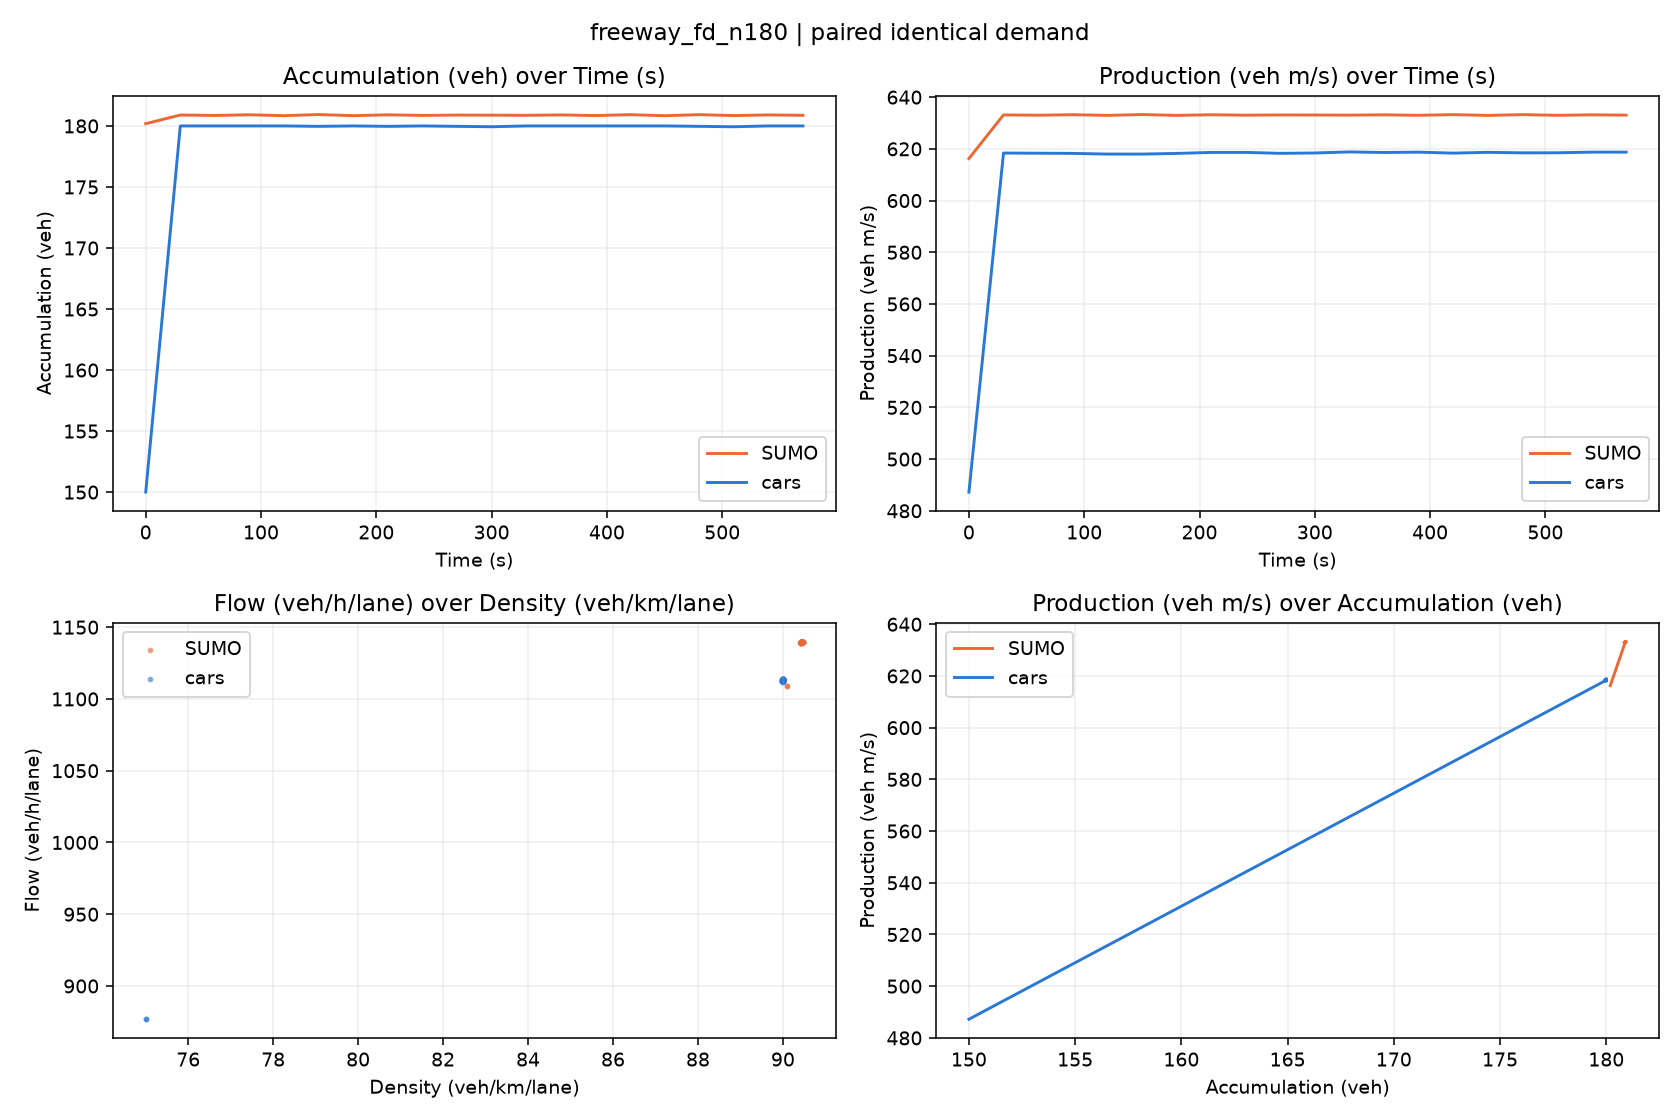 freeway_fd_n180 | paired identical demand
Accumulation (veh) over Time (s)
Accumulation (veh)
180
175
170
165
160
155
150
SUMO
cars
0 100 200 300 400 500
Time (s)
Production (veh m/s) over Time (s)
Production (veh m/s)
640
620
600
580
560
540
520
500
480
SUMO
cars
0 100 200 300 400 500
Time (s)
Flow (veh/h/lane) over Density (veh/km/lane)
Flow (veh/h/lane)
1150
1100
1050
1000
950
900
SUMO
cars
76 78 80 82 84 86 88 90
Density (veh/km/lane)
Production (veh m/s) over Accumulation (veh)
Production (veh m/s)
640
620
600
580
560
540
520
500
480
SUMO
cars
150 155 160 165 170 175 180
Accumulation (veh)